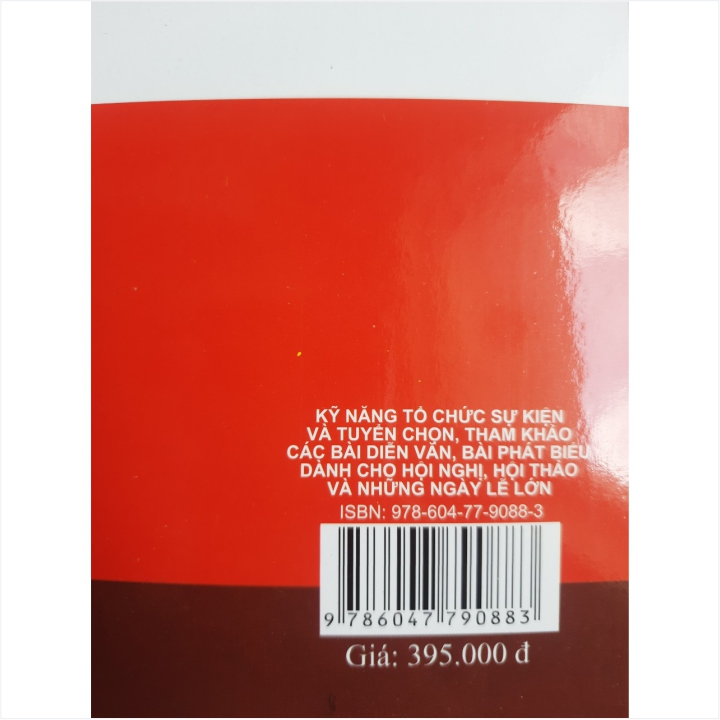 KỸ NĂNG TỔ CHỨC SỰ KIỆN
VÀ TUYỂN CHỌN, THAM KHẢO
CÁC BÀI DIỄN VĂN, BÀI PHÁT BIỂU
DÀNH CHO HỘI NGHỊ, HỘI THẢO
VÀ NHỮNG NGÀY LỄ LỚN
ISBN: 978-604-77-9088-3
9 786047 790883
Giá: 395.000 đ